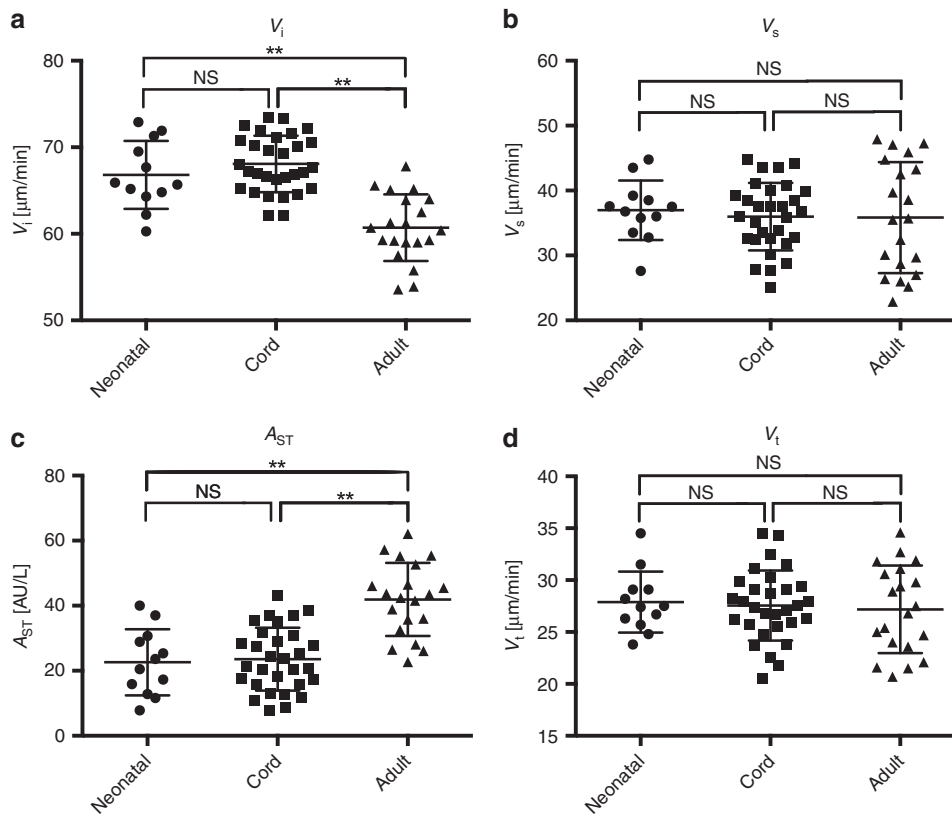 a
Vi
**
NS
**
80
70
60
50
Vi [µm/min]
Neonatal
Cord
Adult
b
Vs
NS
NS
NS
60
50
40
30
20
Vs [µm/min]
Neonatal
Cord
Adult
c
AST
**
NS
**
80
60
40
20
0
AST [AU/L]
Neonatal
Cord
Adult
d
Vt
NS
NS
NS
40
35
30
25
20
15
Vt [µm/min]
Neonatal
Cord
Adult